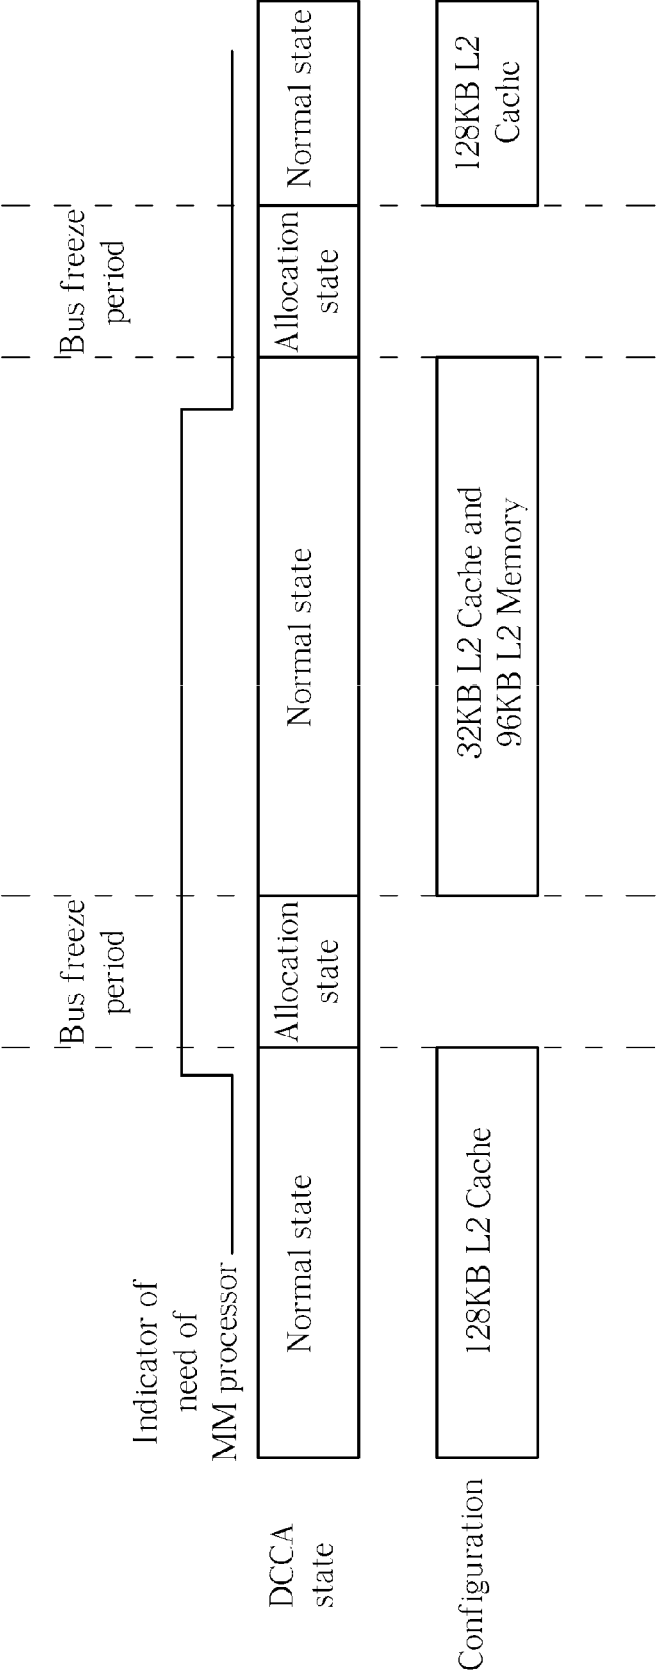 Bus freeze
period
Bus freeze
period
Indicator of
need of
MM processor
DCCA
state
Normal state
Allocation
state
Normal state
Allocation
state
Normal state
Configuration
128KB L2 Cache
32KB L2 Cache and
96KB L2 Memory
128KB L2
Cache